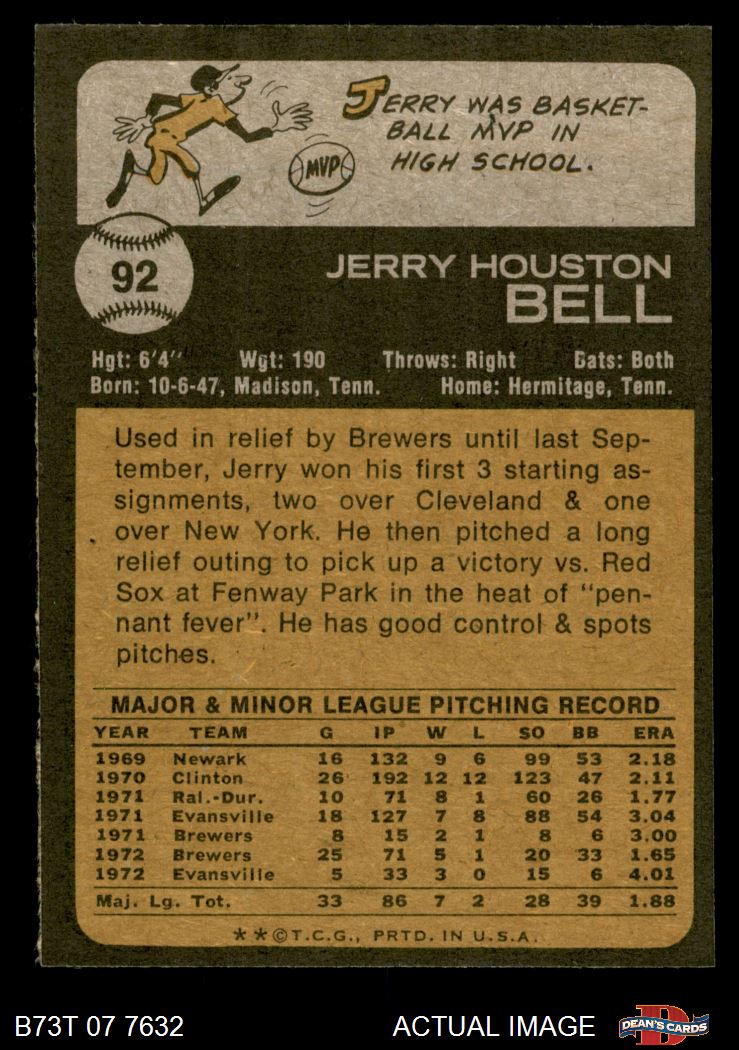 JERRY WAS BASKET-
BALL MVP IN
HIGH SCHOOL.
MVP
92
JERRY HOUSTON
BELL
Hgt: 6'4" Wgt: 190 Throws: Right Bats: Both
Born: 10-6-47, Madison, Tenn. Home: Hermitage, Tenn.
Used in relief by Brewers until last Sep-
tember, Jerry won his first 3 starting as-
signments, two over Cleveland & one
over New York. He then pitched a long
relief outing to pick up a victory vs. Red
Sox at Fenway Park in the heat of "pen-
nant fever". He has good control & spots
pitches.
MAJOR & MINOR LEAGUE PITCHING RECORD
YEAR TEAM G IP W L SO BB ERA
1969 Newark 16 132 9 6 99 53 2.18
1970 Clinton 26 192 12 12 123 47 2.11
1971 Ral.-Dur. 10 71 8 1 60 26 1.77
1971 Evansville 18 127 7 8 88 54 3.04
1971 Brewers 8 15 2 1 8 6 3.00
1972 Brewers 25 71 5 1 20 33 1.65
1972 Evansville 5 33 3 0 15 6 4.01
Maj. Lg. Tot. 33 86 7 2 28 39 1.88
**©T.C.G., PRTD. IN U.S.A.
B73T 07 7632 ACTUAL IMAGE D DEAN'S CARDS